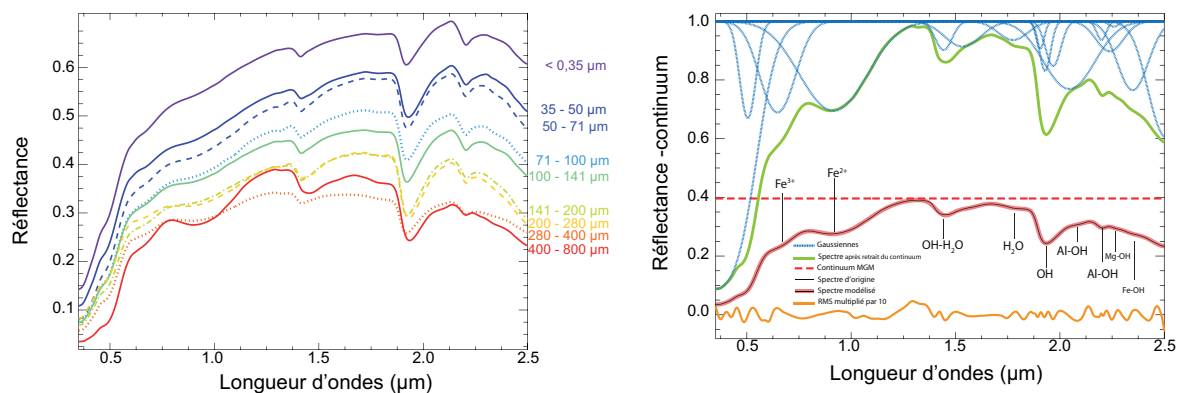 Réflectance
0.6
0.5
0.4
0.3
0.2
0.1
0.5
1.0
1.5
2.0
2.5
Longueur d'ondes (µm)
< 0,35 µm
35 - 50 µm
50 - 71 µm
71 - 100 µm
100 - 141 µm
141 - 200 µm
200 - 280 µm
280 - 400 µm
400 - 800 µm
Réflectance -continuum
1.0
0.8
0.6
0.4
0.2
0.0
0.5
1.0
1.5
2.0
2.5
Longueur d'ondes (µm)
Fe3+
Fe2+
OH-H2O
H2O
OH
Al-OH
Al-OH
Mg-OH
Fe-OH
Gaussiennes
Spectre après retrait du continuum
Continuum MGM
Spectre d'origine
Spectre modélisé
RMS multiplié par 10